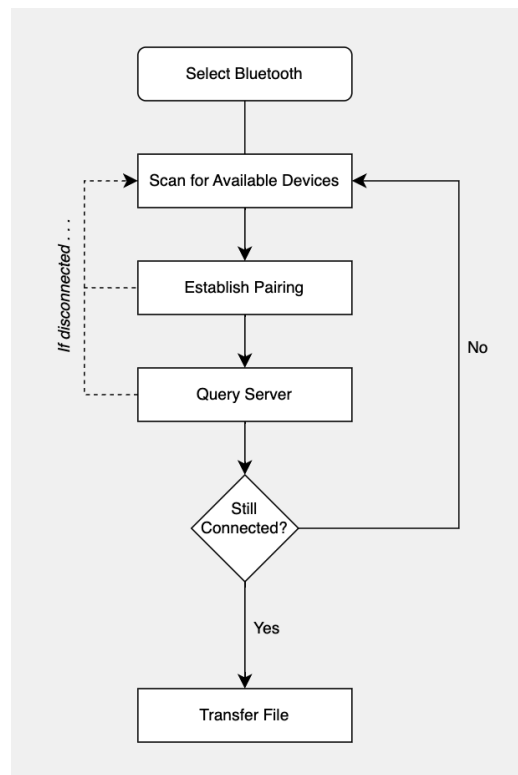 Select Bluetooth
Scan for Available Devices
If disconnected . . .
Establish Pairing
No
Query Server
Still
Connected?
Yes
Transfer File